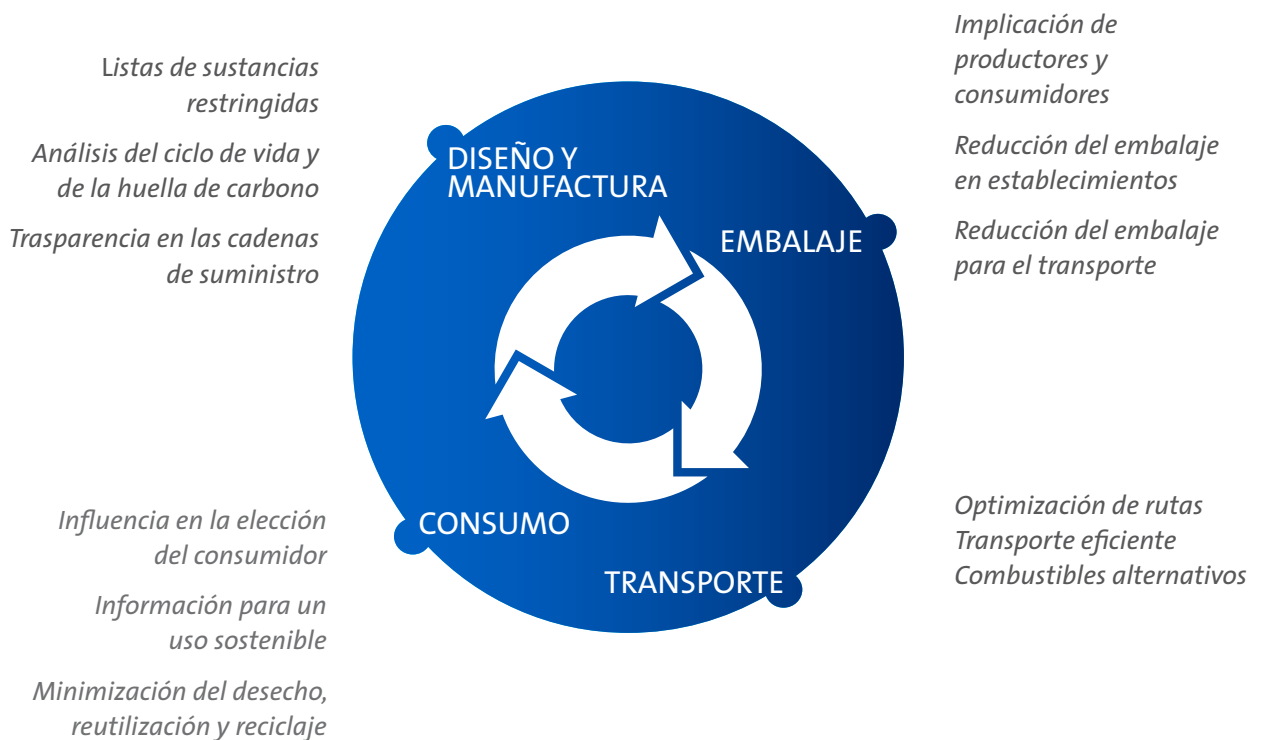 Listas de sustancias
restringidas
Análisis del ciclo de vida y
de la huella de carbono
Trasparencia en las cadenas
de suministro
DISEÑO Y
MANUFACTURA
EMBALAJE
Implicación de
productores y
consumidores
Reducción del embalaje
en establecimientos
Reducción del embalaje
para el transporte
Influencia en la elección
del consumidor
Información para un
uso sostenible
Minimización del desecho,
reutilización y reciclaje
CONSUMO
TRANSPORTE
Optimización de rutas
Transporte eficiente
Combustibles alternativos